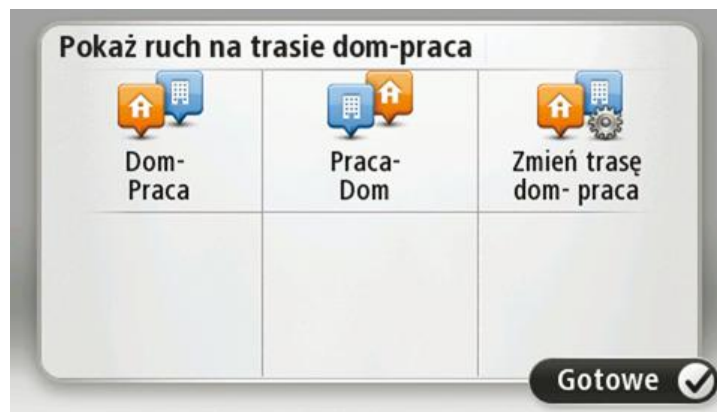 Pokaż ruch na trasie dom-praca
Dom-
Praca
Praca-
Dom
Zmień trasę
dom- praca
Gotowe